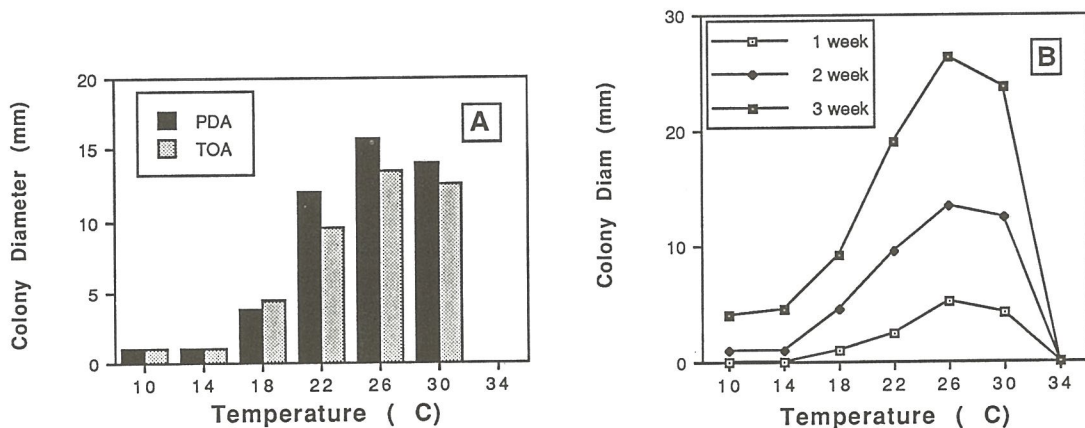 20
15
10
5
0
Colony Diameter (mm)
PDA
TOA
A
10 14 18 22 26 30 34
Temperature ( C)
30
20
10
0
Colony Diam (mm)
1 week
2 week
3 week
B
10 14 18 22 26 30 34
Temperature ( C)